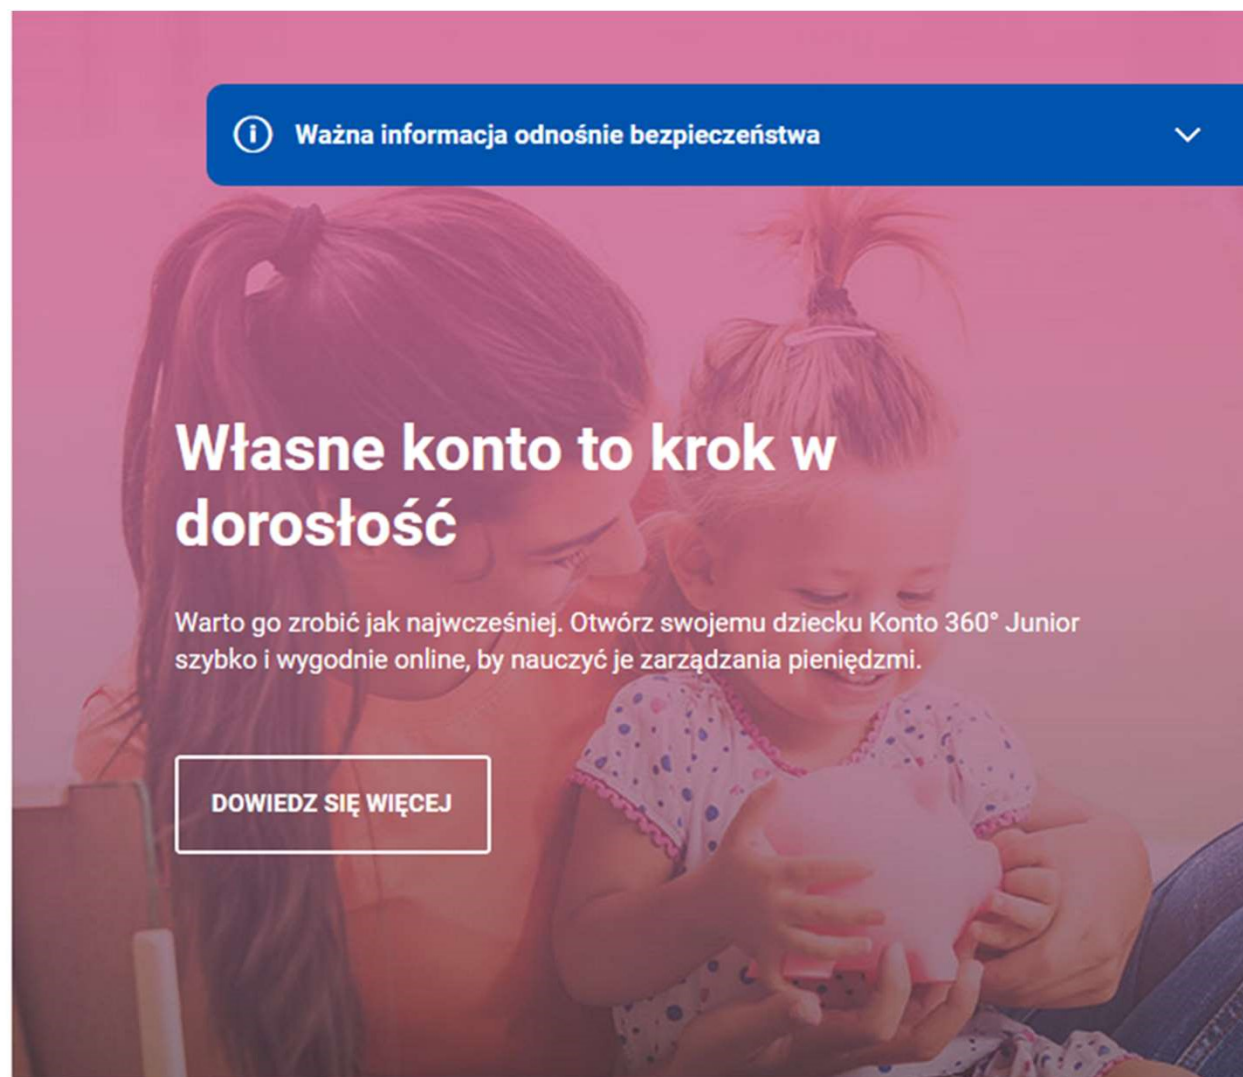 Ważna informacja odnośnie bezpieczeństwa
Własne konto to krok w
dorosłość
Warto go zrobić jak najwcześniej. Otwórz swojemu dziecku Konto 360° Junior
szybko i wygodnie online, by nauczyć je zarządzania pieniędzmi.
DOWIEDZ SIĘ WIĘCEJ